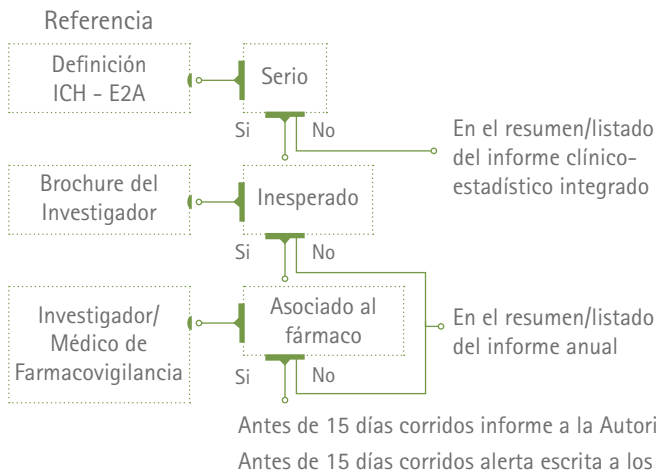 Referencia
Definición
ICH - E2A
Serio
Si No
En el resumen/listado
del informe clínico-
estadístico integrado
Brochure del
Investigador
Inesperado
Si No
Investigador/
Médico de
Farmacovigilancia
Asociado al
fármaco
En el resumen/listado
del informe anual
Si No
Antes de 15 días corridos informe a la Autori
Antes de 15 días corridos alerta escrita a los